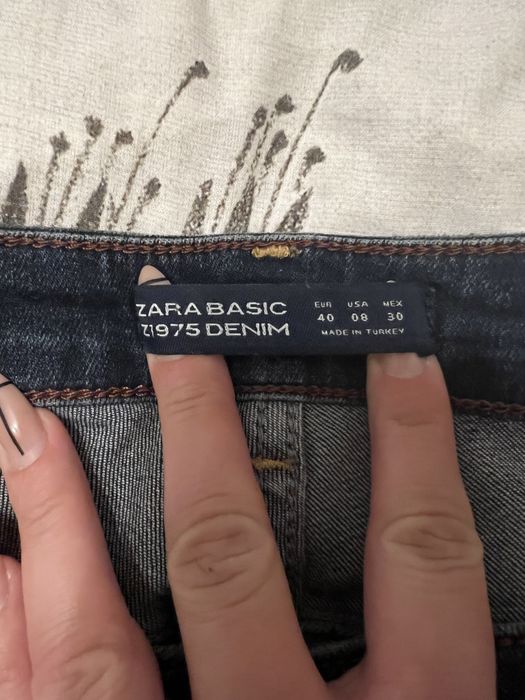 ZARA BASIC
Z1975 DENIM
EUR USA MEX
40 08 30
MADE IN TURKEY